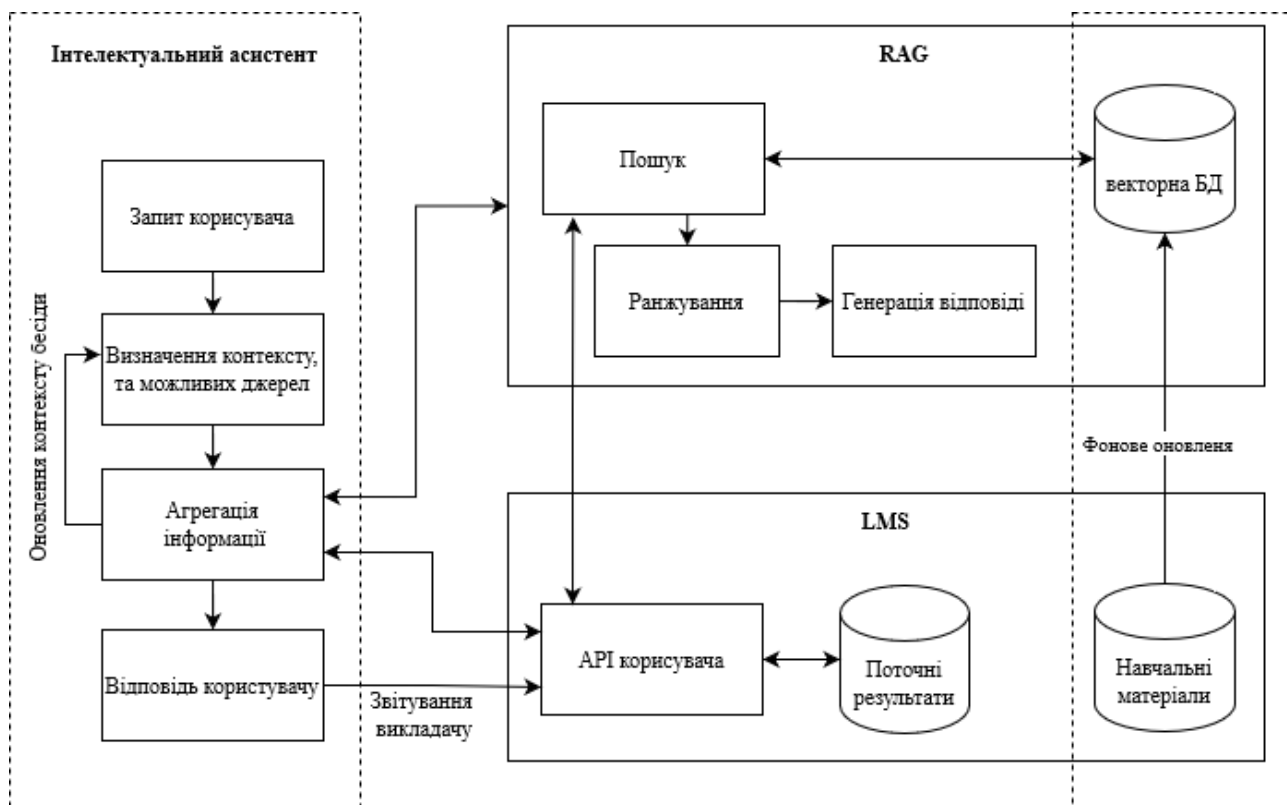 Інтелектуальний асистент
Запит корисувача
Визначення контексту,
та можливих джерел
Оновлення контексту бесіди
Агрегація
інформації
Відповідь користувачу
Звітування
викладачу
RAG
Пошук
векторна БД
Ранжування
Генерація відповіді
Фонове оновленя
LMS
API корисувача
Поточні
результати
Навчальні
матеріали